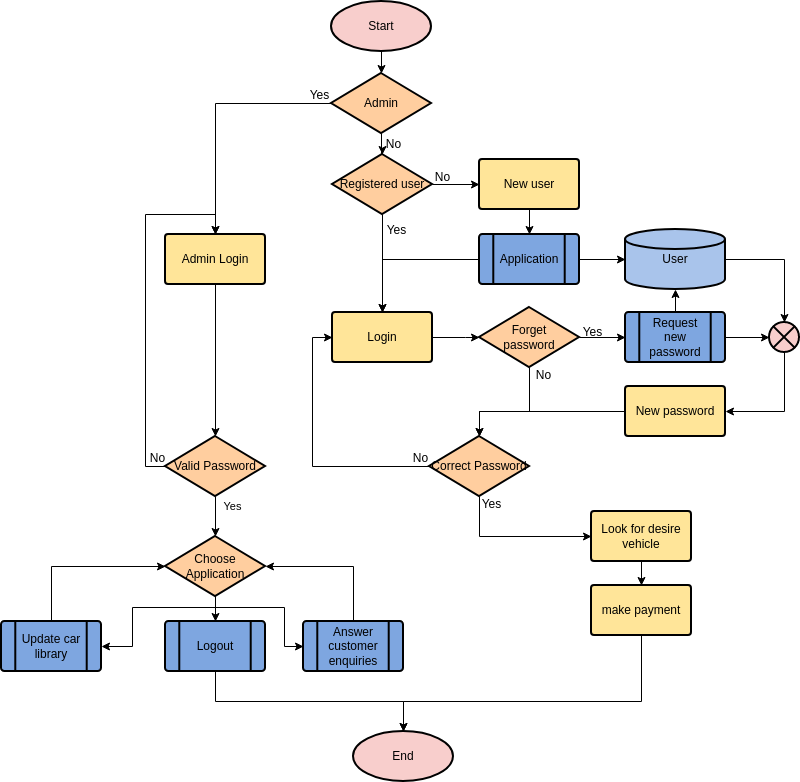 Start
Yes
Admin
No
Registered user
No
New user
Yes
Admin Login
Application
User
Login
Forget
password
Yes
Request
new
password
No
New password
No
Valid Password
No
Correct Password
Yes
Yes
Look for desire
vehicle
Choose
Application
make payment
Update car
library
Logout
Answer
customer
enquiries
End